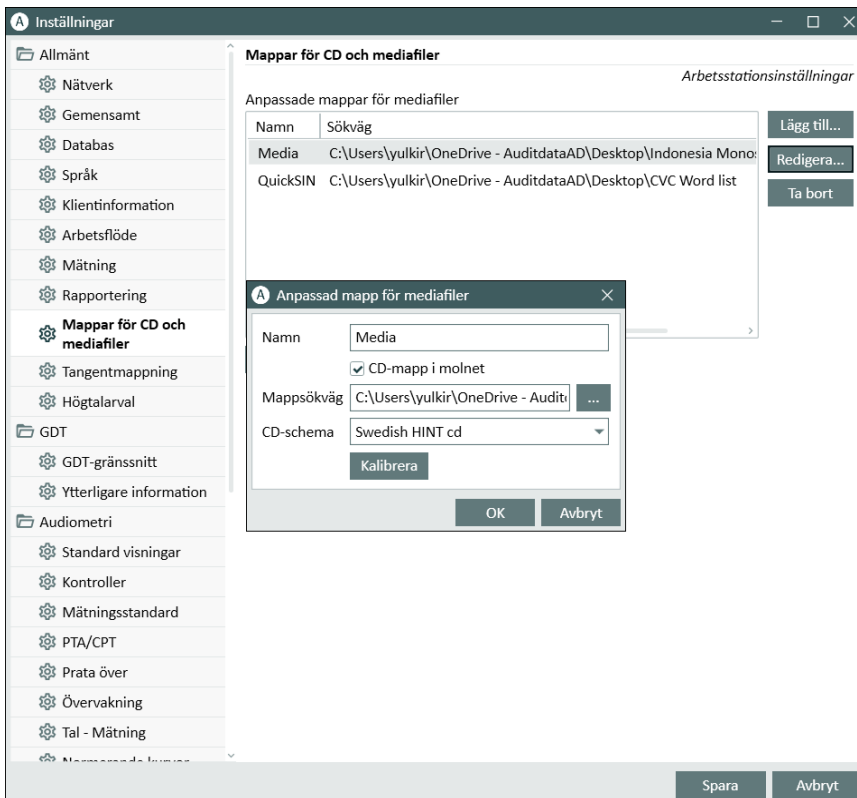 A Inställningar
Allmänt
Nätverk
Gemensamt
Databas
Språk
Klientinformation
Arbetsflöde
Mätning
Rapportering
Mappar för CD och
mediafiler
Tangentmappning
Högtalarval
GDT
GDT-gränssnitt
Ytterligare information
Audiometri
Standard visningar
Kontroller
Mätningsstandard
PTA/CPT
Prata över
Övervakning
Tal - Mätning
Mappar för CD och mediafiler
Arbetsstationsinställningar
Anpassade mappar för mediafiler
Namn Sökväg
Media C:\Users\yulkir\OneDrive - AuditdataAD\Desktop\Indonesia Mono
QuickSIN C:\Users\yulkir\OneDrive - AuditdataAD\Desktop\CVC Word list
Lägg till...
Redigera...
Ta bort
A Anpassad mapp för mediafiler
Namn Media
CD-mapp i molnet
Mappsökväg C:\Users\yulkir\OneDrive - Audit ...
CD-schema Swedish HINT cd
Kalibrera
OK Avbryt
Spara Avbryt